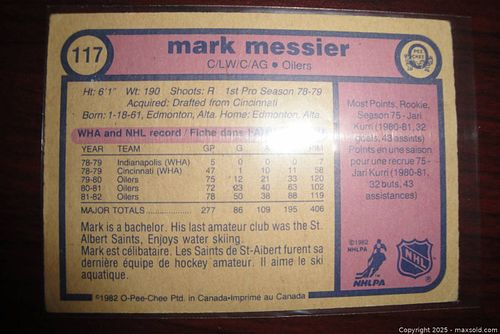 117
mark messier
C/LW/C/AG • Oilers
Ht: 6'1" Wt: 190 Shoots: R 1st Pro Season 78-79
Acquired: Drafted from Cincinnati
Born: 1-18-61, Edmonton, Alta. Home: Edmonton, Alta.
WHA and NHL record / Fiche dans
YEAR TEAM GP G A PTS
78-79 Indianapolis (WHA) 5 0 0 0 7
78-79 Cincinnati (WHA) 47 1 10 11 58
79-80 Oilers 75 12 21 33 120
80-81 Oilers 72 23 40 63 102
81-82 Oilers 78 50 38 88 119
MAJOR TOTALS 277 86 109 195 406
Mark is a bachelor. His last amateur club was the St.
Albert Saints, Enjoys water skiing.
Mark est célibataire. Les Saints de St-Aibert furent sa
dernière équipe de hockey amateur. Il aime le ski
aquatique.
©1982 O-Pee-Chee Ptd. in Canada-Imprimé au Canada
Most Points, Rookie,
Season 75 - Jari
Kurri (1980-81, 32
goals, 43 assists)
Points en une saison
pour une recrue 75-
Jari Kurri (1980-81,
32 buts, 43
assistances)
©1982
NHLPA
NHLPA
NHL
Copyright 2025 - maxsold.com